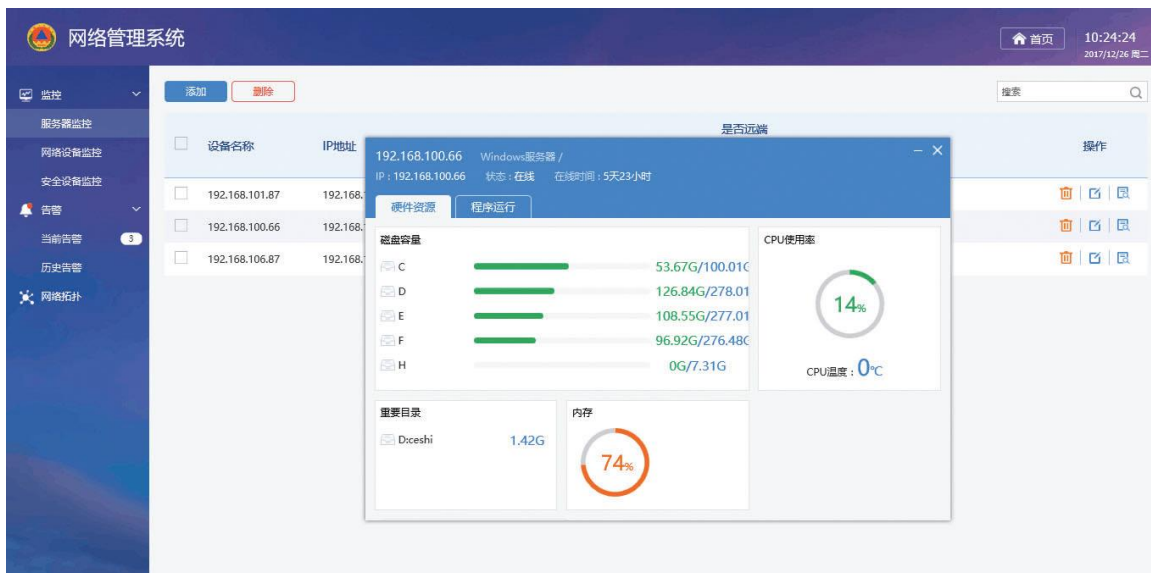 网络管理系统
首页
10:24:24
2017/12/26 周二
监控
服务器监控
网络设备监控
安全设备监控
告警
当前告警 3
历史告警
网络拓扑
添加 删除
搜索
是否远端
设备名称 IP地址 操作
192.168.101.87 192.168.
192.168.100.66 192.168.
192.168.106.87 192.168.
192.168.100.66 Windows服务器 /
IP : 192.168.100.66 状态 : 在线 在线时间 : 5天23小时
硬件资源 程序运行
磁盘容量
C 53.67G/100.01G
D 126.84G/278.01
E 108.55G/277.01
F 96.92G/276.48G
H 0G/7.31G
CPU使用率
14%
CPU温度 : 0℃
重要目录
D:ceshi 1.42G
内存
74%